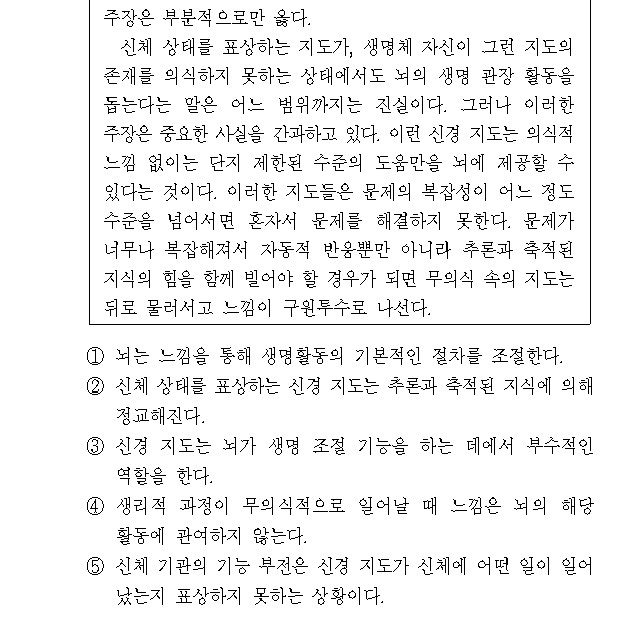 주장은 부분적으로만 옳다.
신체 상태를 표상하는 지도가, 생명체 자신이 그런 지도의
존재를 의식하지 못하는 상태에서도 뇌의 생명 관장 활동을
돕는다는 말은 어느 범위까지는 진실이다. 그러나 이러한
주장은 중요한 사실을 간과하고 있다. 이런 신경 지도는 의식적
느낌 없이는 단지 제한된 수준의 도움만을 뇌에 제공할 수
있다는 것이다. 이러한 지도들은 문제의 복잡성이 어느 정도
수준을 넘어서면 혼자서 문제를 해결하지 못한다. 문제가
너무나 복잡해져서 자동적 반응뿐만 아니라 추론과 축적된
지식의 힘을 함께 빌어야 할 경우가 되면 무의식 속의 지도는
뒤로 물러서고 느낌이 구원투수로 나선다.
① 뇌는 느낌을 통해 생명활동의 기본적인 절차를 조절한다.
② 신체 상태를 표상하는 신경 지도는 추론과 축적된 지식에 의해
정교해진다.
③ 신경 지도는 뇌가 생명 조절 기능을 하는 데에서 부수적인
역할을 한다.
④ 생리적 과정이 무의식적으로 일어날 때 느낌은 뇌의 해당
활동에 관여하지 않는다.
⑤ 신체 기관의 기능 부전은 신경 지도가 신체에 어떤 일이 일어
났는지 표상하지 못하는 상황이다.